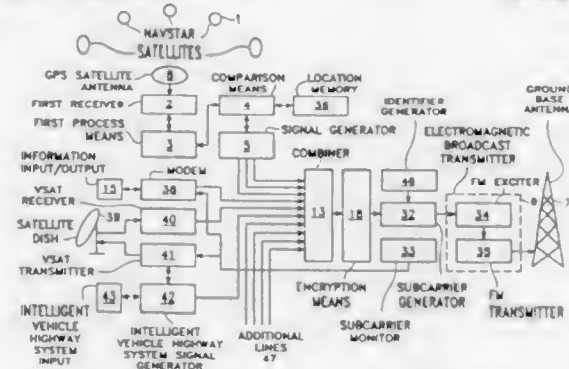 NAVSTAR
SATELLITES
1
GPS SATELLITE
ANTENNA
8
FIRST RECEIVER
2
FIRST PROCESS
MEANS
3
COMPARISON
MEANS
4
LOCATION
MEMORY
36
5
SIGNAL GENERATOR
IDENTIFIER
GENERATOR
GROUND
BASE
ANTENNA
ELECTROMAGNETIC
BROADCAST
TRANSMITTER
COMBINER
INFORMATION
INPUT/OUTPUT
15
MODEM
38
VSAT
RECEIVER
40
SATELLITE
DISH
39
VSAT
TRANSMITTER
41
13
18
46
32
33
FM EXCITER
34
35
7
FM
TRANSMITTER
ENCRYPTION
MEANS
SUBCARRIER
GENERATOR
SUBCARRIER
MONITOR
43
42
INTELLIGENT
VEHICLE
HIGHWAY
SYSTEM
INPUT
INTELLIGENT
VEHICLE HIGHWAY
SYSTEM SIGNAL
GENERATOR
ADDITIONAL
LINES
47